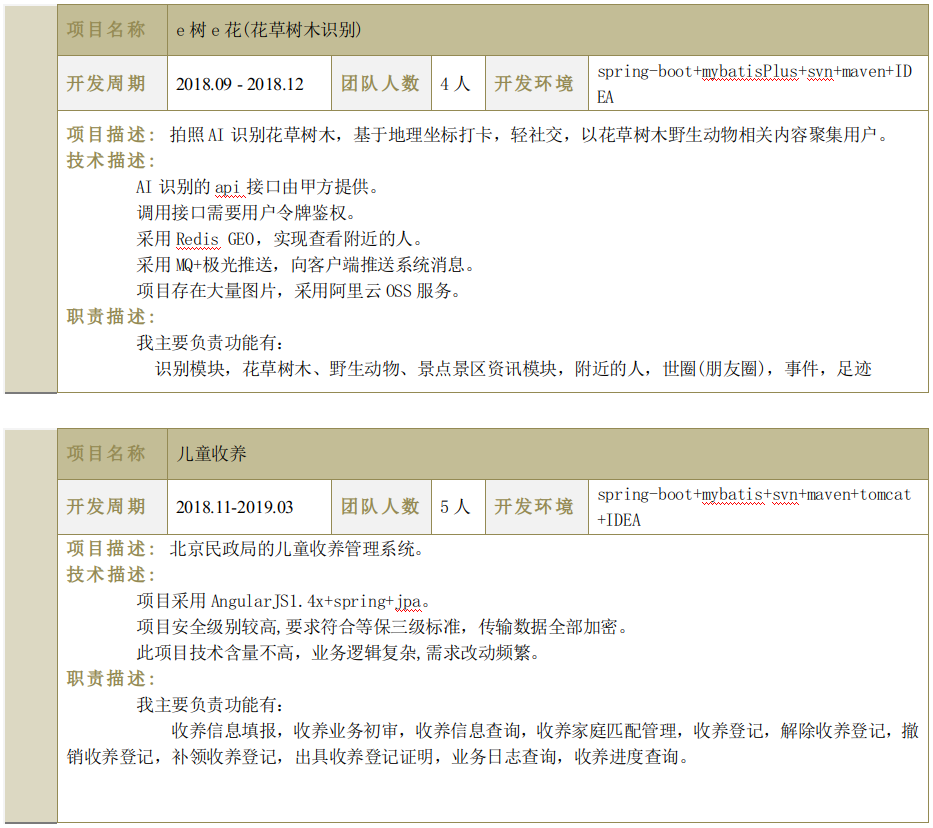 项目名称 e 树 e 花(花草树木识别)
开发周期 2018.09 - 2018.12 团队人数 4 人 开发环境 spring-boot+mybatisPlus+svn+maven+ID
EA
项目描述： 拍照 AI 识别花草树木，基于地理坐标打卡，轻社交，以花草树木野生动物相关内容聚集用户。
技术描述：
AI 识别的 api 接口由甲方提供。
调用接口需要用户令牌鉴权。
采用 Redis GEO，实现查看附近的人。
采用 MQ+极光推送，向客户端推送系统消息。
项目存在大量图片，采用阿里云 OSS 服务。
职责描述：
我主要负责功能有：
识别模块，花草树木、野生动物、景点景区资讯模块，附近的人，世圈(朋友圈)，事件，足迹
项目名称 儿童收养
开发周期 2018.11-2019.03 团队人数 5 人 开发环境 spring-boot+mybatis+svn+maven+tomcat
+IDEA
项目描述： 北京民政局的儿童收养管理系统。
技术描述：
项目采用 AngularJS1.4x+spring+jpa。
项目安全级别较高,要求符合等保三级标准，传输数据全部加密。
此项目技术含量不高，业务逻辑复杂,需求改动频繁。
职责描述：
我主要负责功能有：
收养信息填报，收养业务初审，收养信息查询，收养家庭匹配管理，收养登记，解除收养登记，撤
销收养登记，补领收养登记，出具收养登记证明，业务日志查询，收养进度查询。